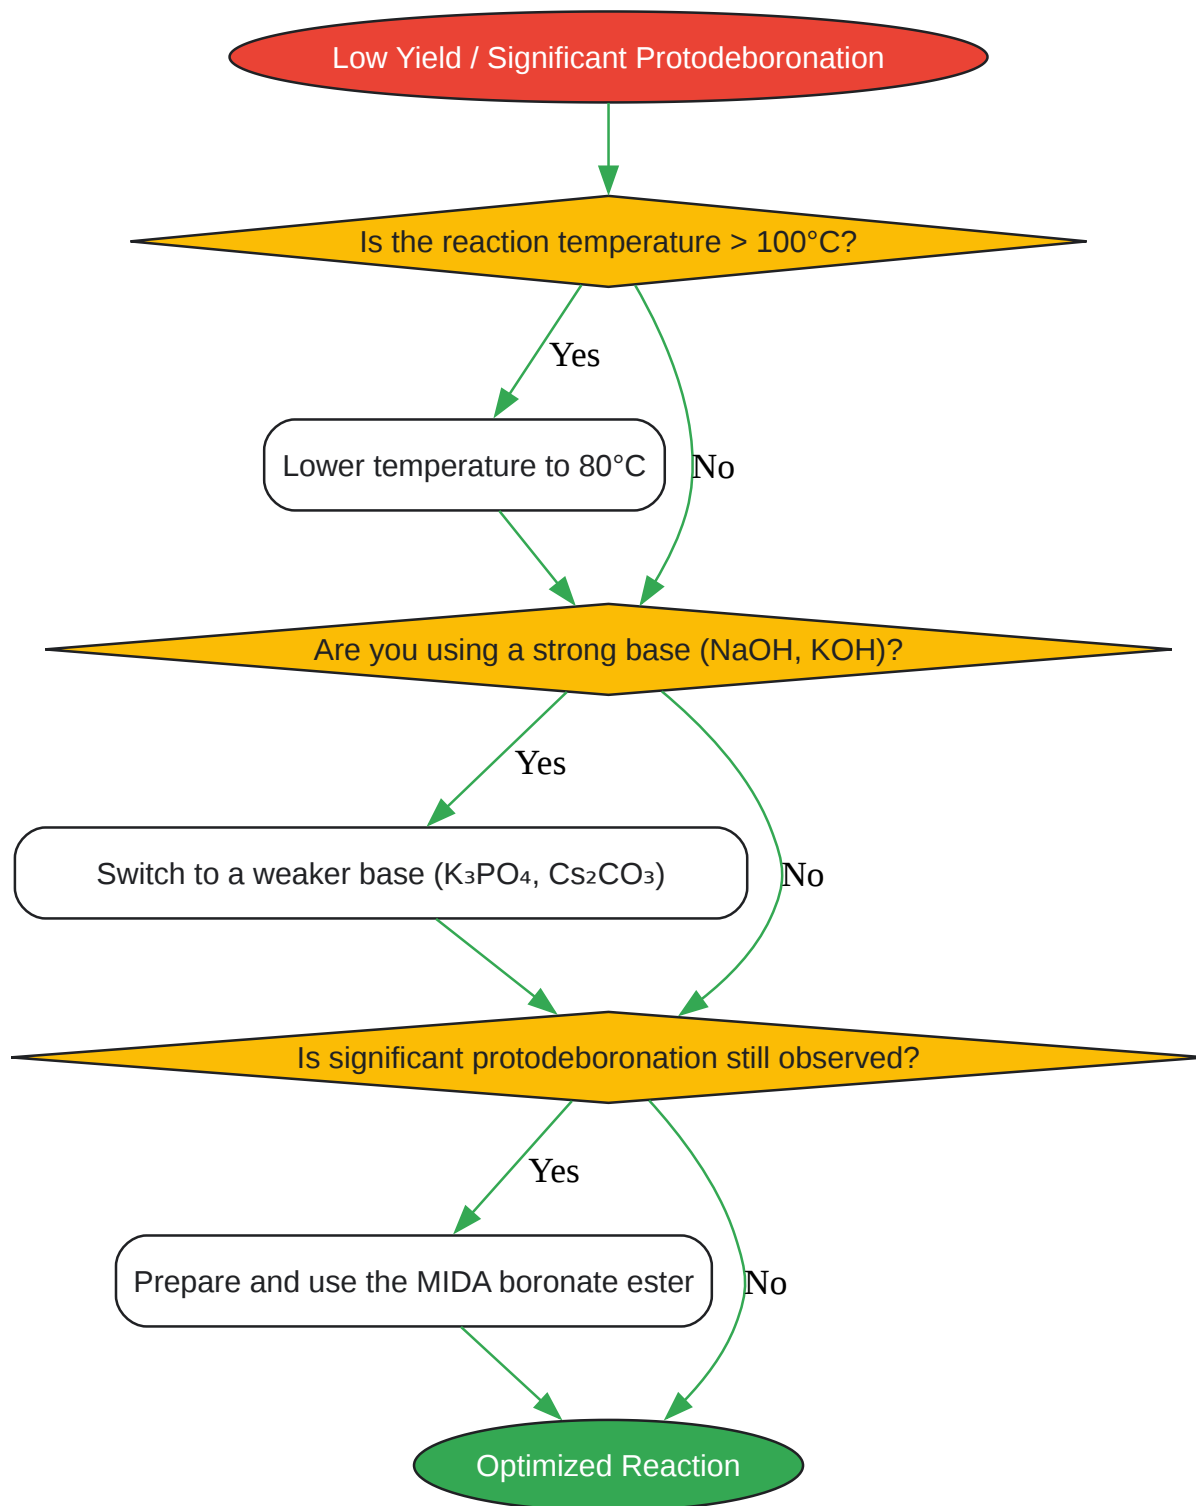 Low Yield / Significant Protodeboronation
Is the reaction temperature > 100°C?
Yes
Lower temperature to 80°C
No
Are you using a strong base (NaOH, KOH)?
Yes
Switch to a weaker base (K₃PO₄, Cs₂CO₃)
No
Is significant protodeboronation still observed?
Yes
Prepare and use the MIDA boronate ester
No
Optimized Reaction